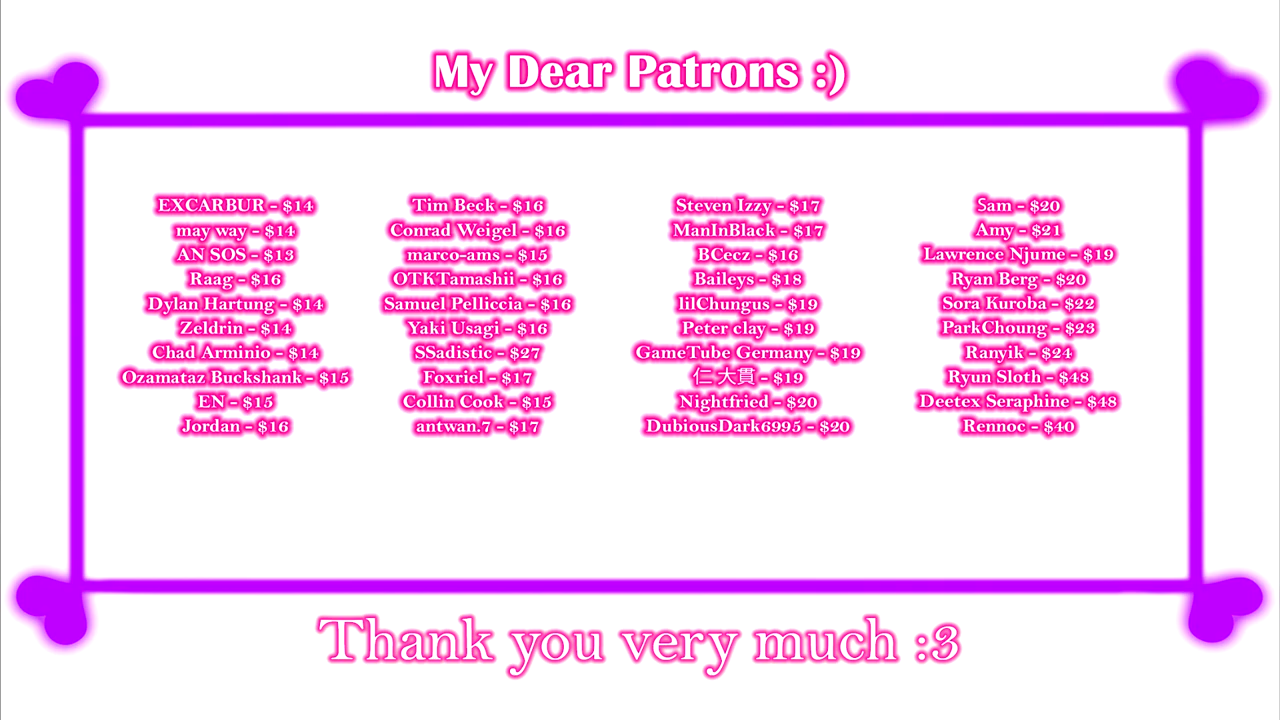 My Dear Patrons :)
EXCARBUR - $14
may way - $14
AN SOS - $13
Raag - $16
Dylan Hartung - $14
Zeldrin - $14
Chad Arminio - $14
Ozamataz Buckshank - $15
EN - $15
Jordan - $16
Tim Beck - $16
Conrad Weigel - $16
marco-ams - $15
OTKTamashii - $16
Samuel Pelliccia - $16
Yaki Usagi - $16
SSadistic - $27
Foxriel - $17
Collin Cook - $15
antwan.7 - $17
Steven Izzy - $17
ManInBlack - $17
BCecz - $16
Baileys - $18
lilChungus - $19
Peter clay - $19
GameTube Germany - $19
仁 大貫 - $19
Nightfried - $20
DubiousDark6995 - $20
Sam - $20
Amy - $21
Lawrence Njume - $19
Ryan Berg - $20
Sora Kuroba - $22
ParkChoung - $23
Ranyik - $24
Ryun Sloth - $48
Deetex Seraphine - $48
Rennoc - $40
Thank you very much :3